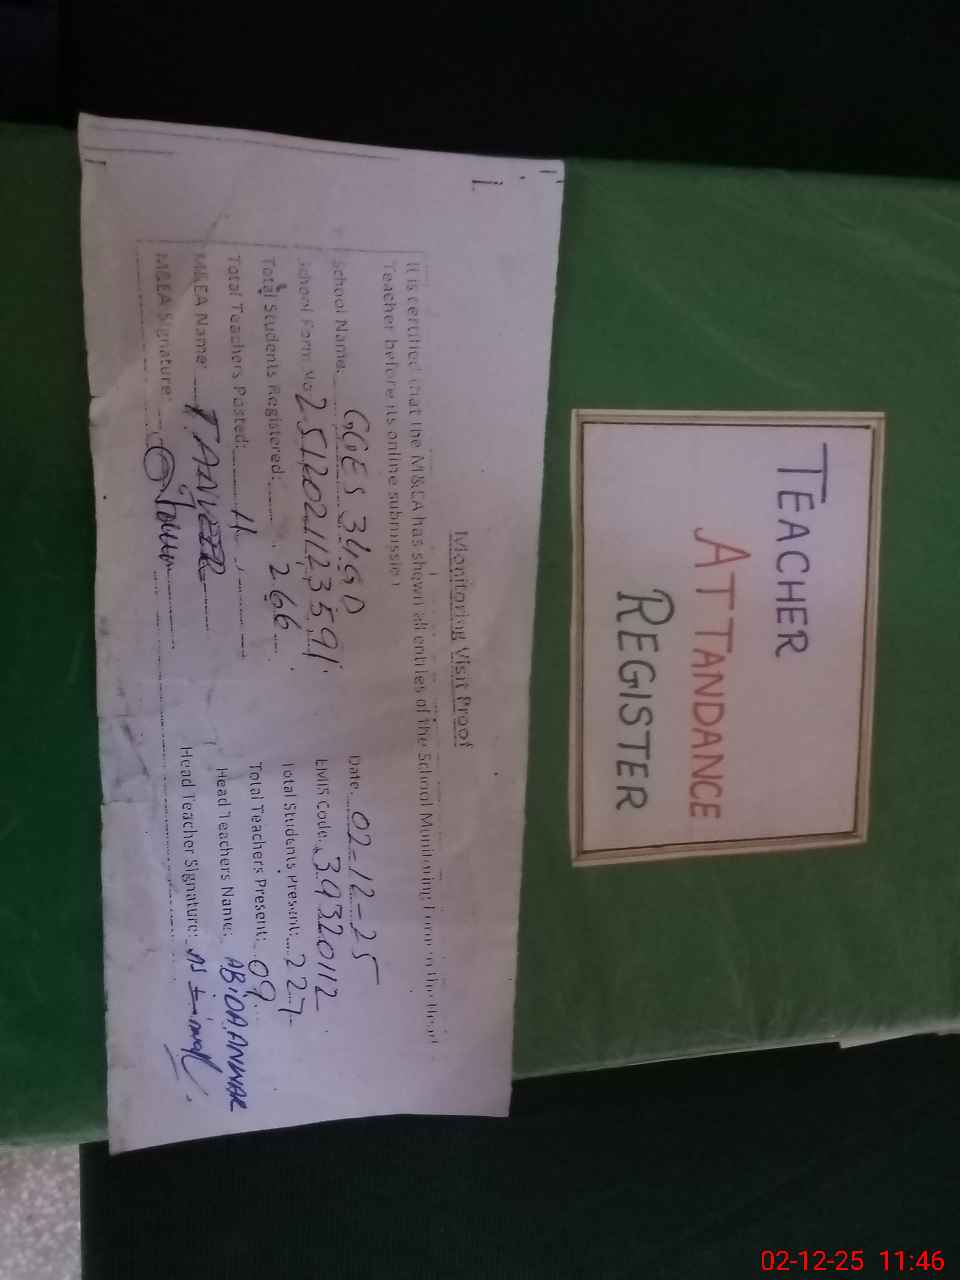 TEACHER
ATTANDANCE
REGISTER
Monitoring Visit Proof
It is certified that the M&EA has shown all entries of the School Monitoring Form to the Head
Teacher before its online submission
School Name: GGES 34GD Date: 02-12-25
School Form No: 2512021123591 EMIS Code: 39320112
Total Students Registered: 266 Total Students Present: 227
Total Teachers Posted: 11 Total Teachers Present: 09
M&EA Name: T.ANVEER Head Teachers Name: ABIDA ANWAR
M&EA Signature: Head Teacher Signature:
02-12-25 11:46